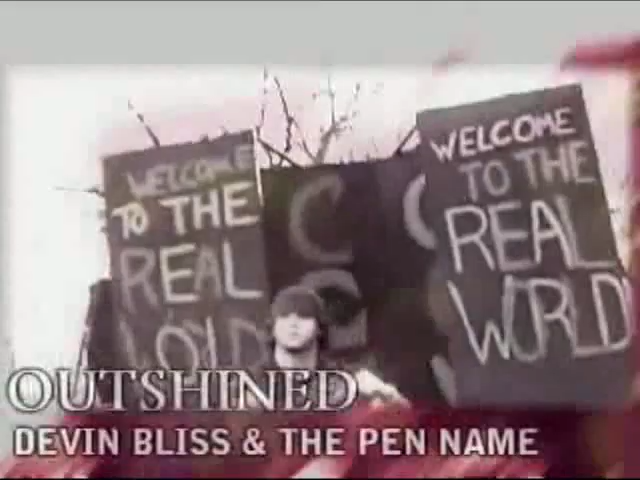 WELCOME
TO THE
REAL
C
WELCOME
TO THE
REAL
WORLD
OUTSHINED
DEVIN BLISS & THE PEN NAME